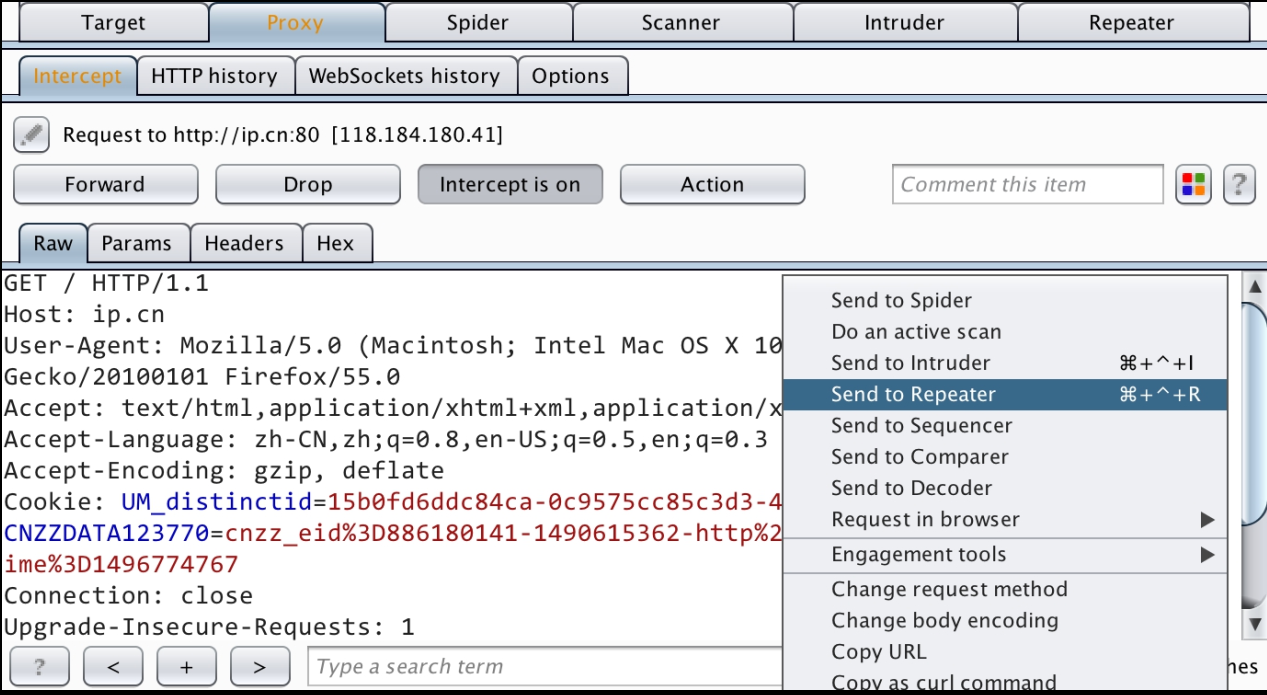 Target Proxy Spider Scanner Intruder Repeater
Intercept HTTP history WebSockets history Options
Request to http://ip.cn:80 [118.184.180.41]
Forward Drop Intercept is on Action Comment this item ?
Raw Params Headers Hex
GET / HTTP/1.1
Host: ip.cn
User-Agent: Mozilla/5.0 (Macintosh; Intel Mac OS X 10
Gecko/20100101 Firefox/55.0
Accept: text/html,application/xhtml+xml,application/x
Accept-Language: zh-CN,zh;q=0.8,en-US;q=0.5,en;q=0.3
Accept-Encoding: gzip, deflate
Cookie: UM_distinctid=15b0fd6ddc84ca-0c9575cc85c3d3-4
CNZZDATA123770=cnzz_eid%3D886180141-1490615362-http%2
ime%3D1496774767
Connection: close
Upgrade-Insecure-Requests: 1
Send to Spider
Do an active scan
Send to Intruder ⌘+^+I
Send to Repeater ⌘+^+R
Send to Sequencer
Send to Comparer
Send to Decoder
Request in browser
Engagement tools
Change request method
Change body encoding
Copy URL
Copy as curl command
? < + > Type a search term hes